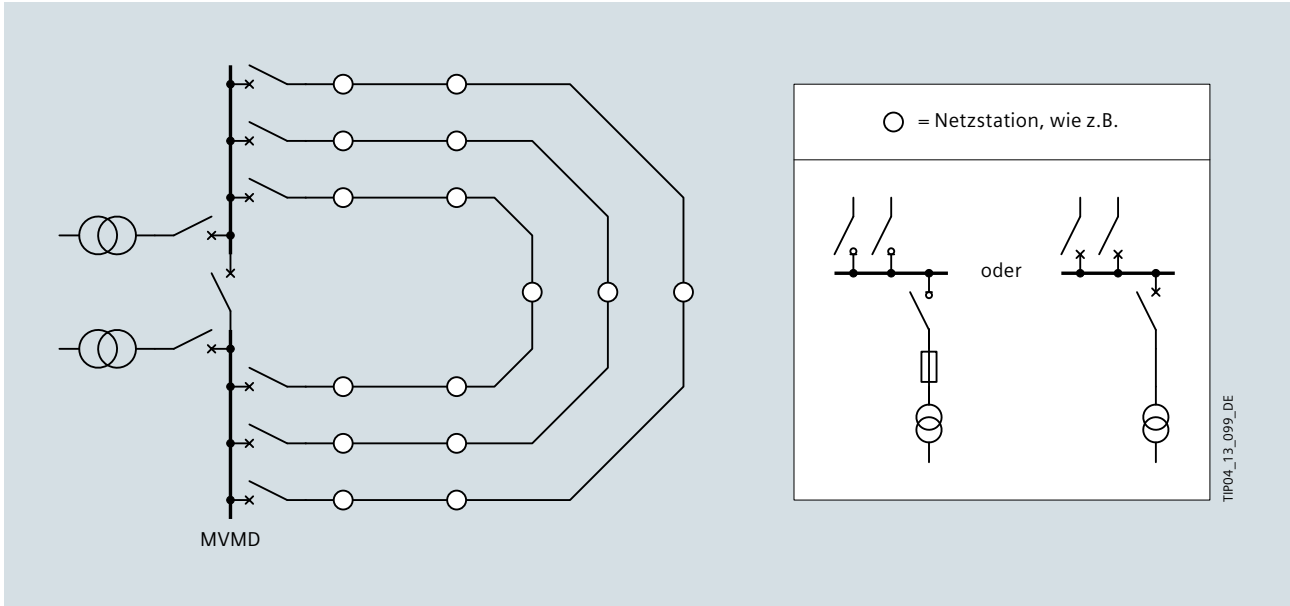 MVMD
= Netzstation, wie z.B.
oder
TIP04_13_099_DE